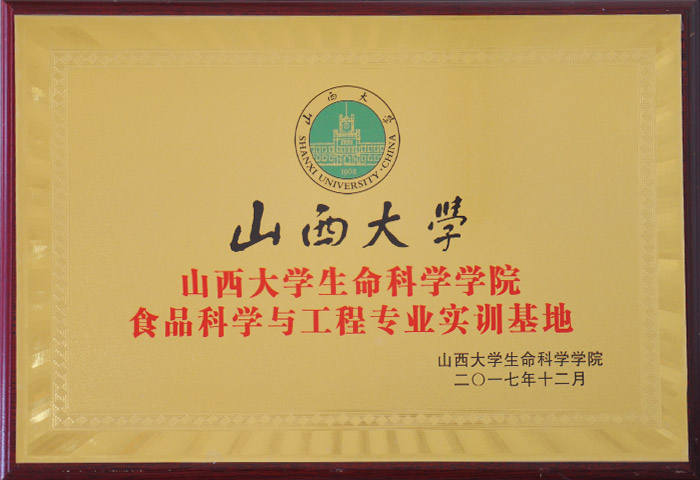 山西大学
SHANXI UNIVERSITY·CHINA
1902
山西大學
山西大学生命科学学院
食品科学与工程专业实训基地
山西大学生命科学学院
二〇一七年十二月